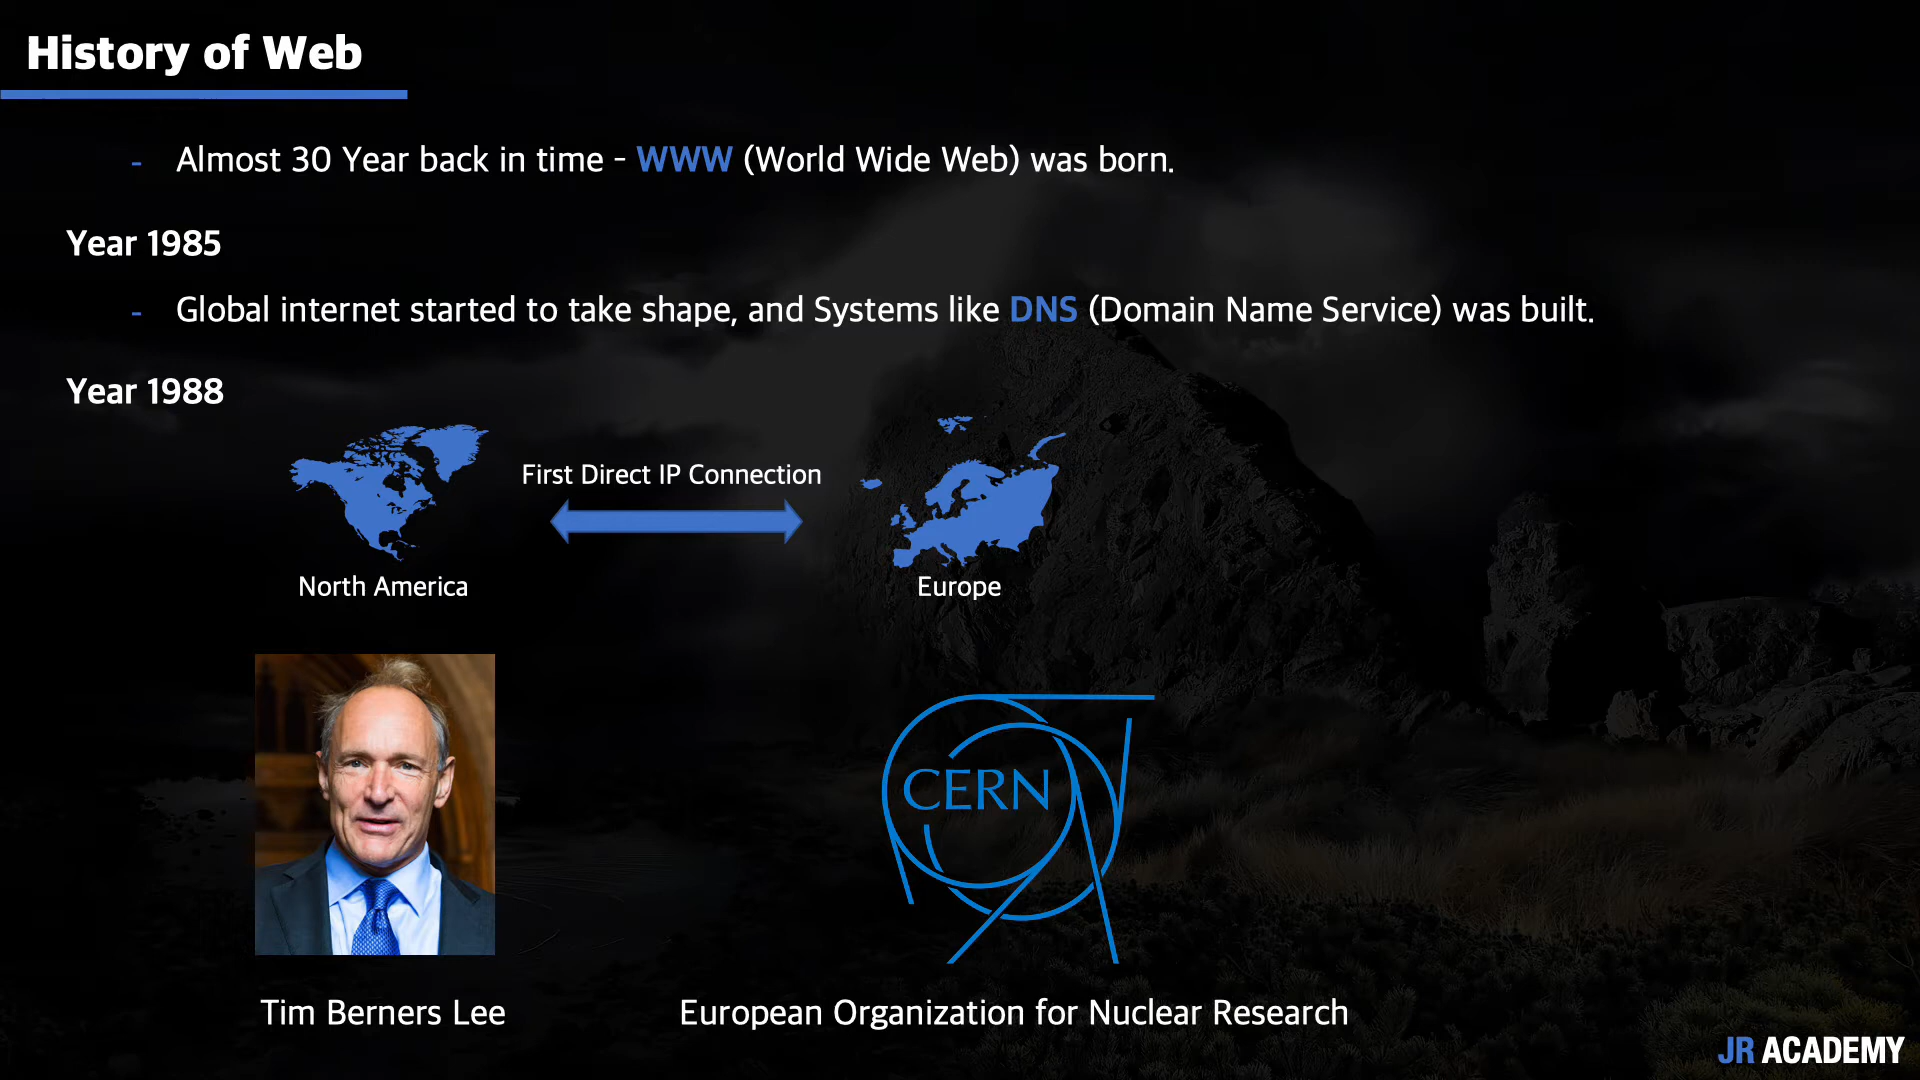 History of Web
- Almost 30 Year back in time - WWW (World Wide Web) was born.
Year 1985
- Global internet started to take shape, and Systems like DNS (Domain Name Service) was built.
Year 1988
First Direct IP Connection
North America
Europe
CERN
Tim Berners Lee
European Organization for Nuclear Research
JR ACADEMY